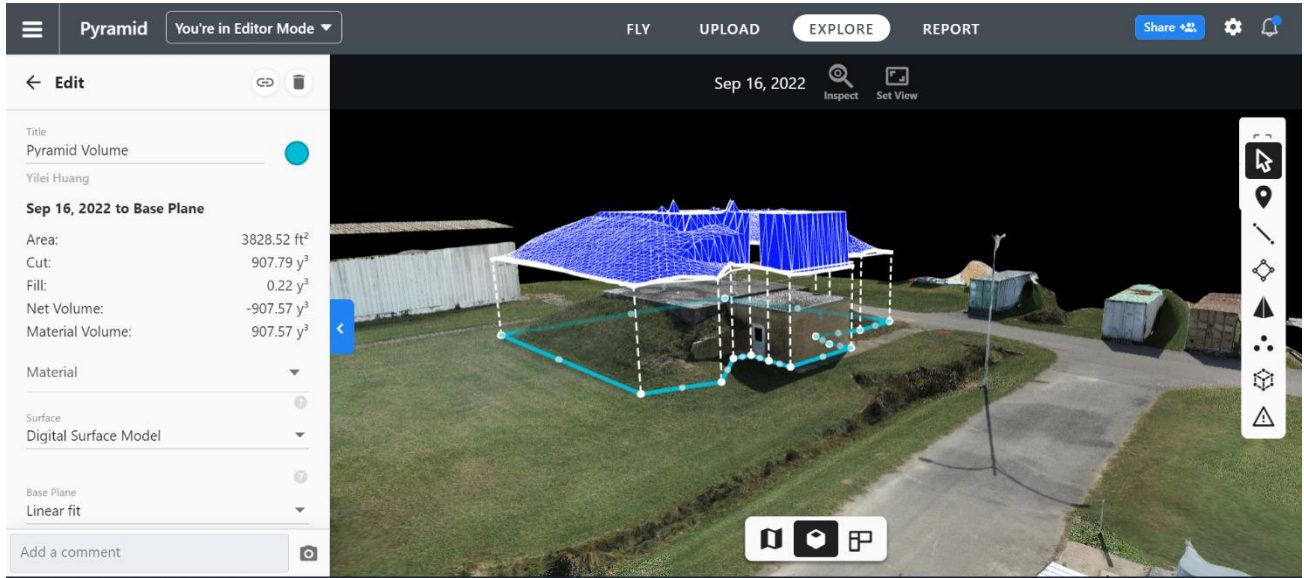 Pyramid You're in Editor Mode FLY UPLOAD EXPLORE REPORT Share
Edit
Sep 16, 2022 Inspect Set View
Title
Pyramid Volume
Yilei Huang
Sep 16, 2022 to Base Plane
Area: 3828.52 ft²
Cut: 907.79 y³
Fill: 0.22 y³
Net Volume: -907.57 y³
Material Volume: 907.57 y³
Material
Surface
Digital Surface Model
Base Plane
Linear fit
Add a comment